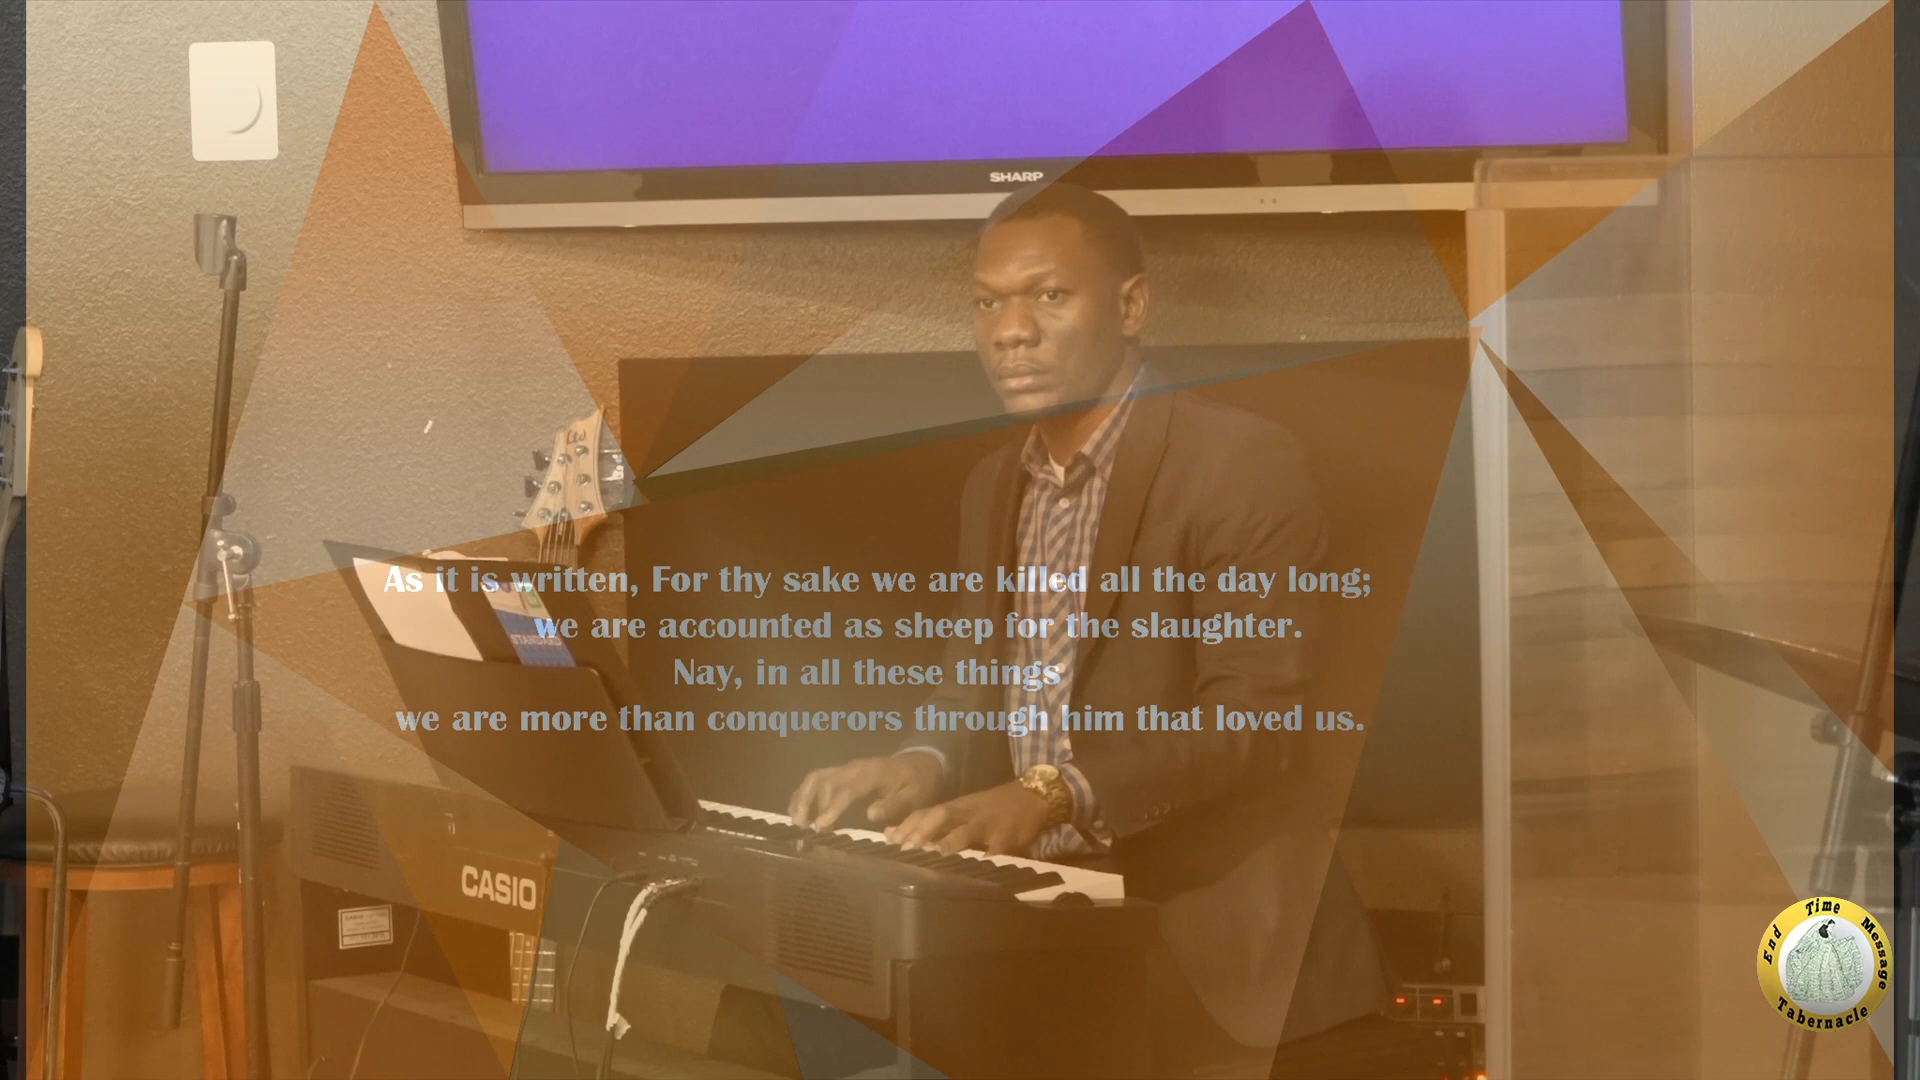 SHARP
As it is written, For thy sake we are killed all the day long;
we are accounted as sheep for the slaughter.
Nay, in all these things
we are more than conquerors through him that loved us.
STANDARD
CASIO
End Time Message
Tabernacle